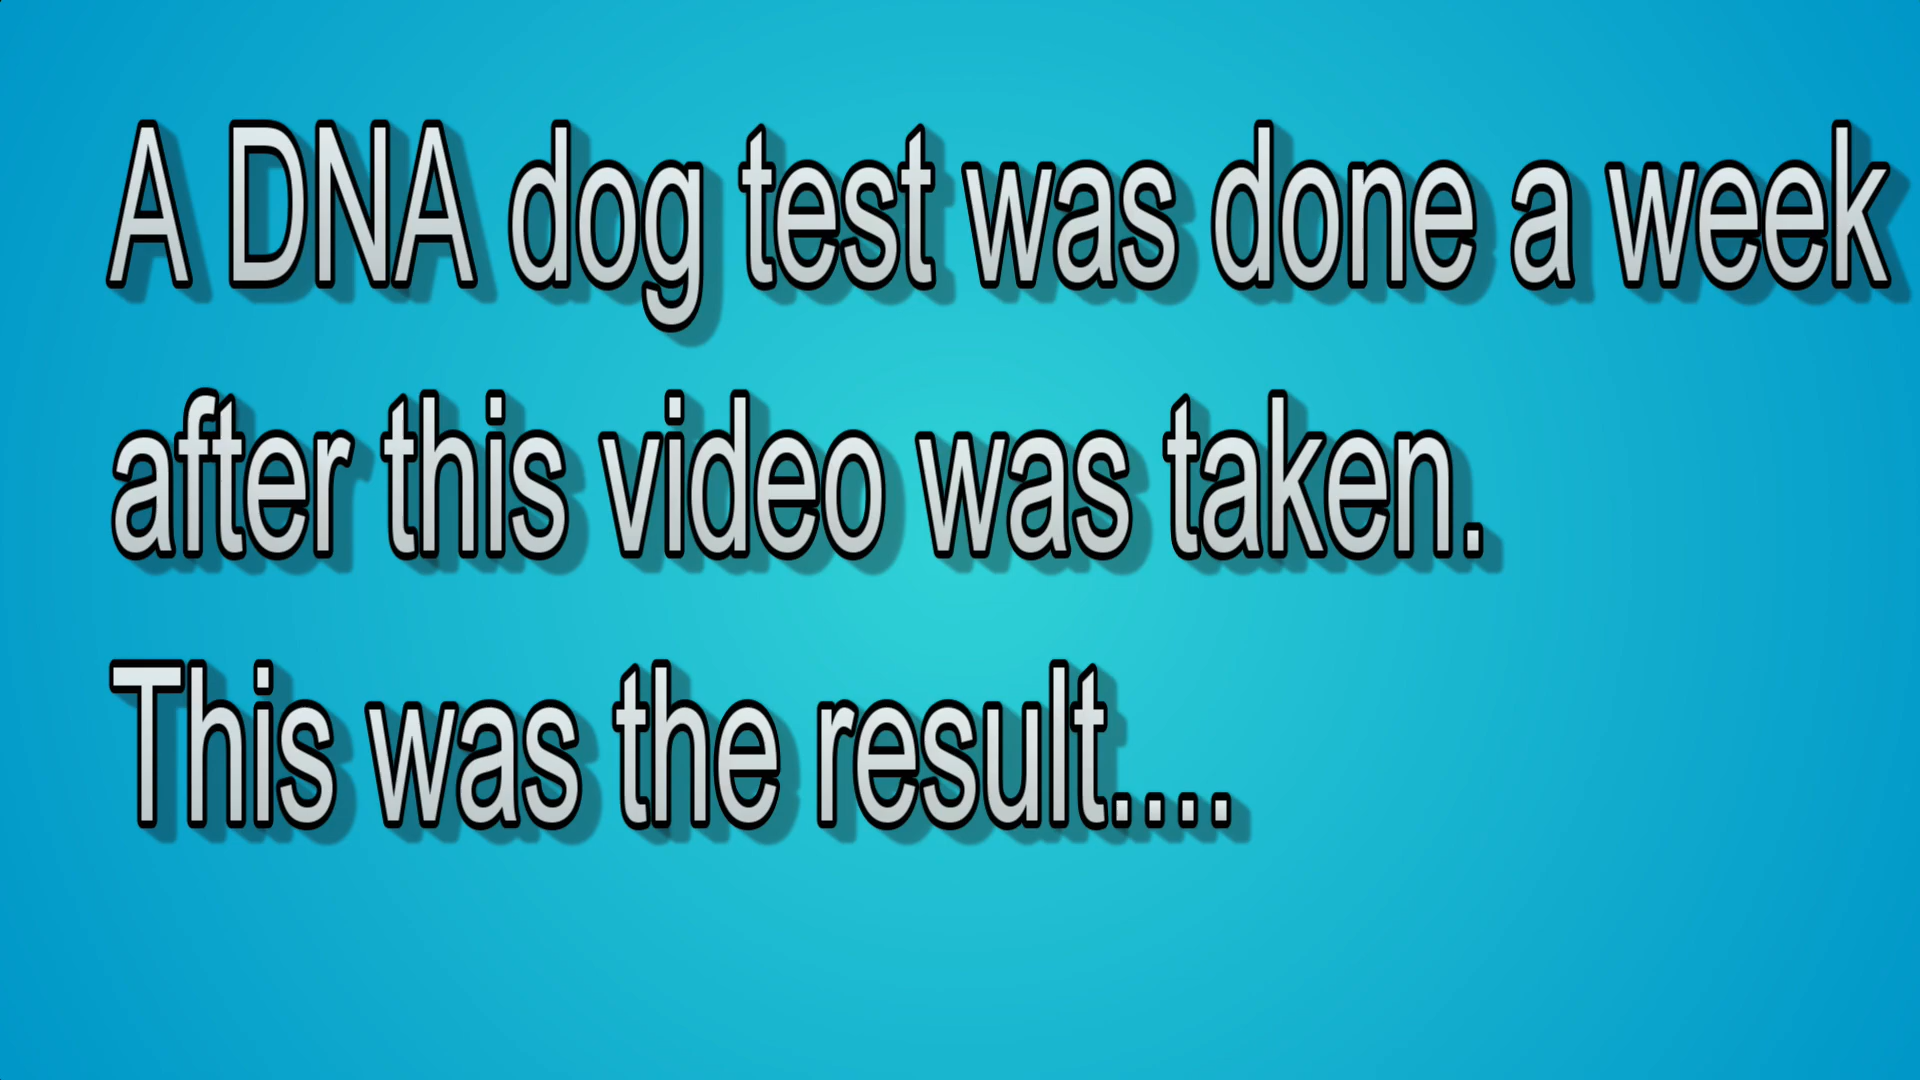 A DNA dog test was done a week
after this video was taken.
This was the result....